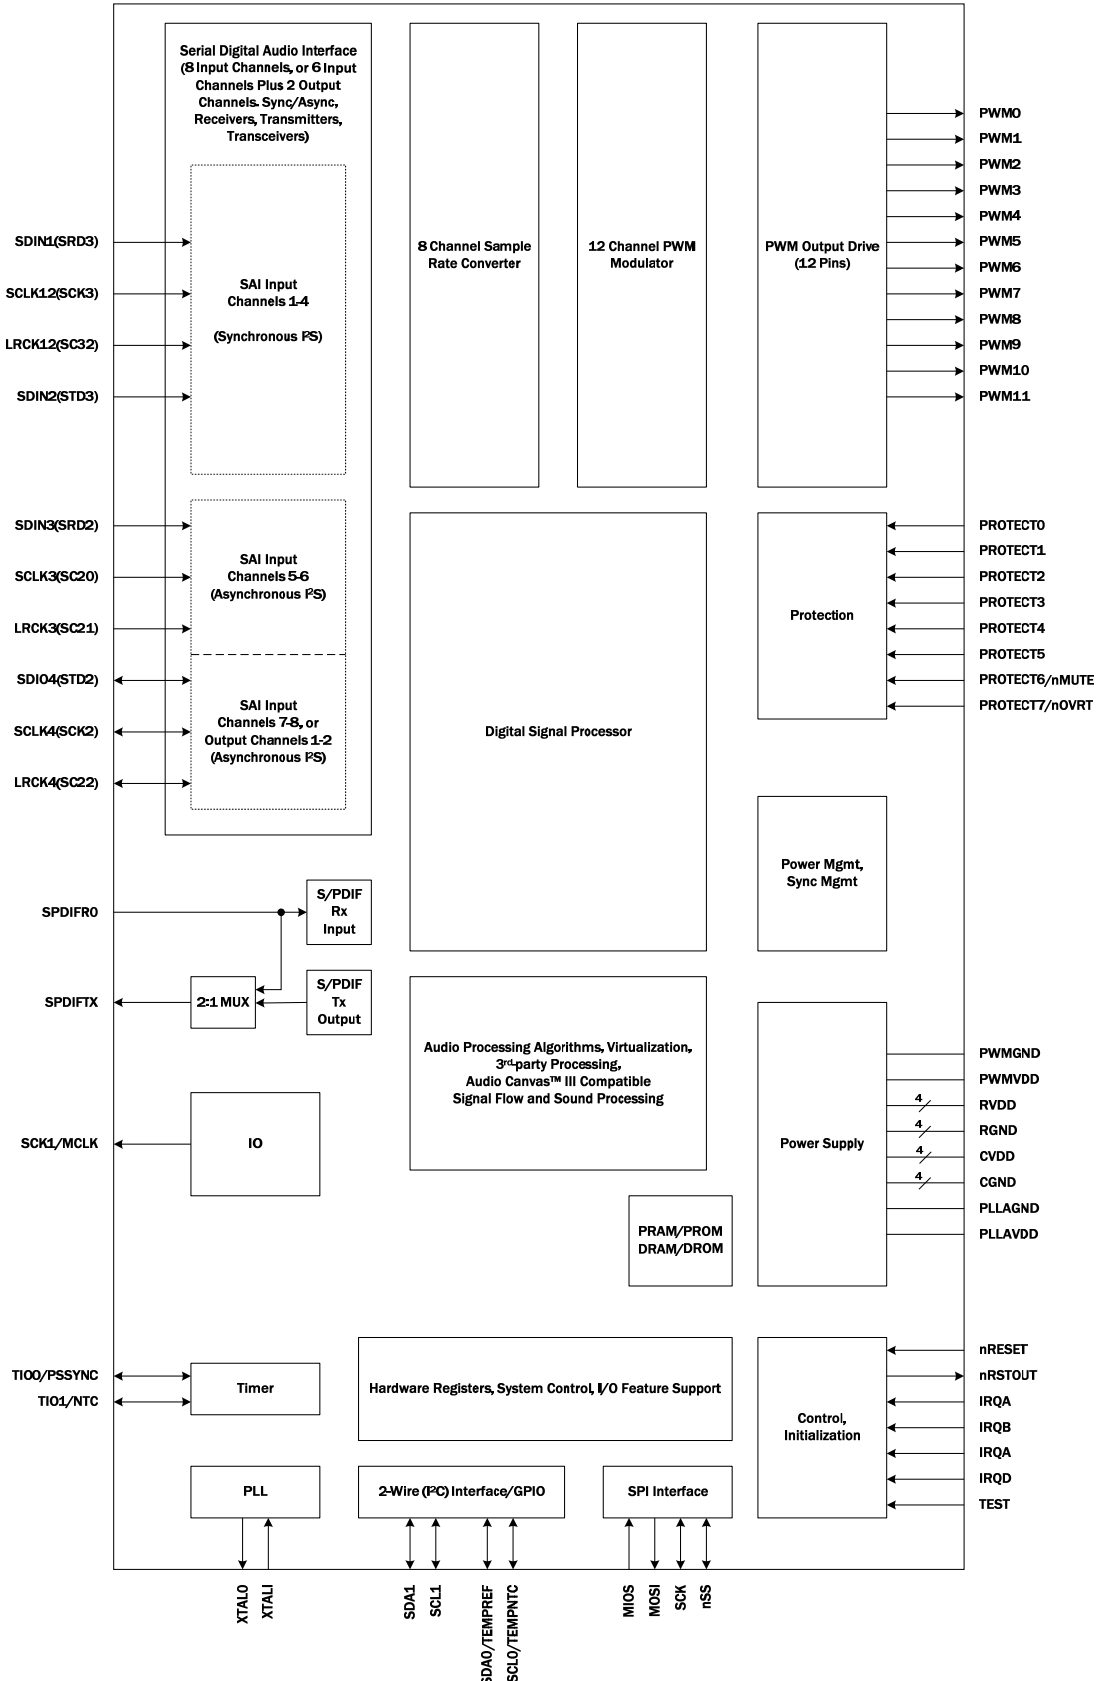 Serial Digital Audio Interface
(8 Input Channels, or 6 Input
Channels Plus 2 Output
Channels. Sync/Async,
Receivers, Transmitters,
Transceivers)
SDIN1(SRD3)
SCLK12(SCK3)
LRCK12(SC32)
SDIN2(STD3)
SAI Input
Channels 1-4
(Synchronous I²S)
SDIN3(SRD2)
SCLK3(SC20)
LRCK3(SC21)
SAI Input
Channels 5-6
(Asynchronous I²S)
SDIO4(STD2)
SCLK4(SCK2)
LRCK4(SC22)
SAI Input
Channels 7-8, or
Output Channels 1-2
(Asynchronous I²S)
8 Channel Sample
Rate Converter
12 Channel PWM
Modulator
PWM Output Drive
(12 Pins)
PWM0
PWM1
PWM2
PWM3
PWM4
PWM5
PWM6
PWM7
PWM8
PWM9
PWM10
PWM11
Digital Signal Processor
Protection
PROTECT0
PROTECT1
PROTECT2
PROTECT3
PROTECT4
PROTECT5
PROTECT6/nMUTE
PROTECT7/nOVRT
Power Mgmt,
Sync Mgmt
SPDIFR0
S/PDIF
Rx
Input
SPDIFTX
2:1 MUX
S/PDIF
Tx
Output
Audio Processing Algorithms, Virtualization,
3rd-party Processing,
Audio Canvas™ III Compatible
Signal Flow and Sound Processing
SCK1/MCLK
IO
Power Supply
PWMGND
PWMVDD
4
RVDD
4
RGND
4
CVDD
4
CGND
PLLAGND
PLLAVDD
PRAM/PROM
DRAM/DROM
TIO0/PSSYNC
TIO1/NTC
Timer
Hardware Registers, System Control, I/O Feature Support
Control,
Initialization
nRESET
nRSTOUT
IRQA
IRQB
IRQA
IRQD
TEST
PLL
2-Wire (I²C) Interface/GPIO
SPI Interface
XTALO
XTALI
SDA1
SCL1
SDA0/TEMPREF
SCL0/TEMPNTC
MIOS
MOSI
SCK
nSS